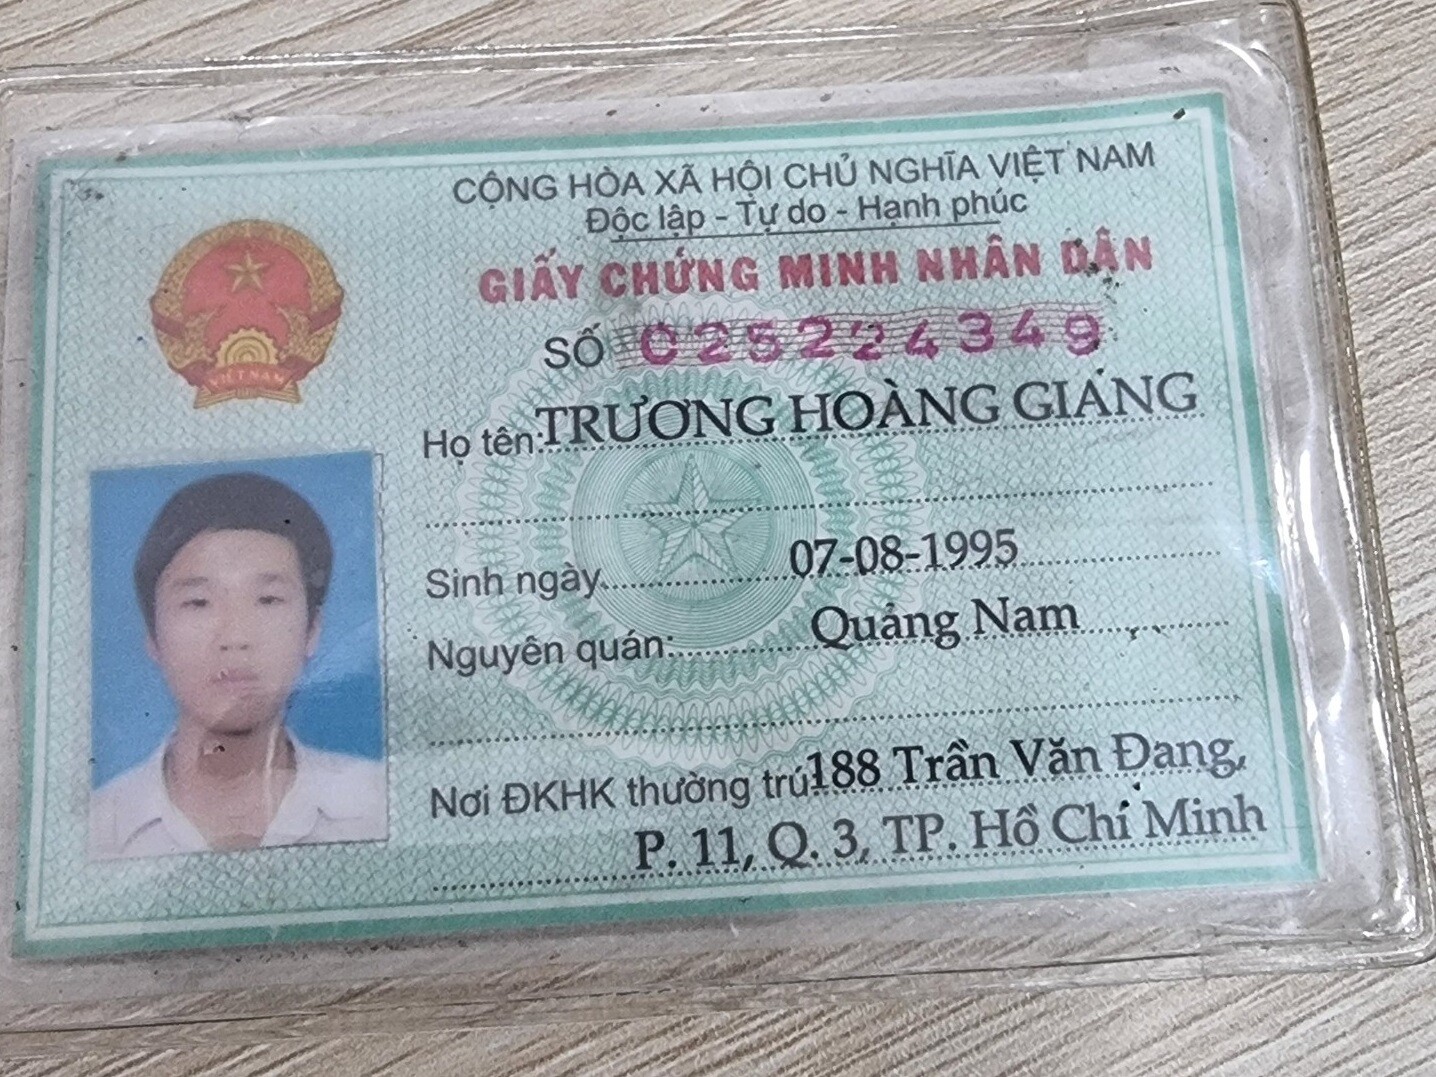 CỘNG HÒA XÃ HỘI CHỦ NGHĨA VIỆT NAM
Độc lập - Tự do - Hạnh phúc
GIẤY CHỨNG MINH NHÂN DÂN
SỐ 025224349
VIỆT NAM
Họ tên: TRƯƠNG HOÀNG GIANG
Sinh ngày 07-08-1995
Nguyên quán: Quảng Nam
Nơi ĐKHK thường trú 188 Trần Văn Đang,
P. 11, Q. 3, TP. Hồ Chí Minh